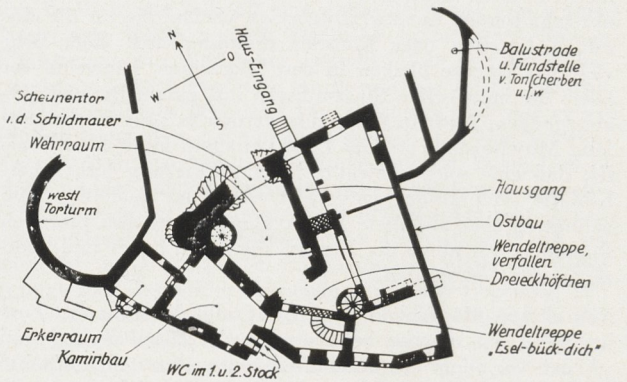 Balustrade
u. Fundstelle
v. Tonscherben
u/w
Haus-Eingang
N
O
W
S
Scheunentor
i.d. Schildmauer
Wehrraum
westl
Torturm
Hausgang
Ostbau
Wendeltreppe,
verfallen
Dreieckhöfchen
Wendeltreppe
„Esel-bück-dich“
Erkerraum
Kaminbau
WC im 1. u. 2. Stock